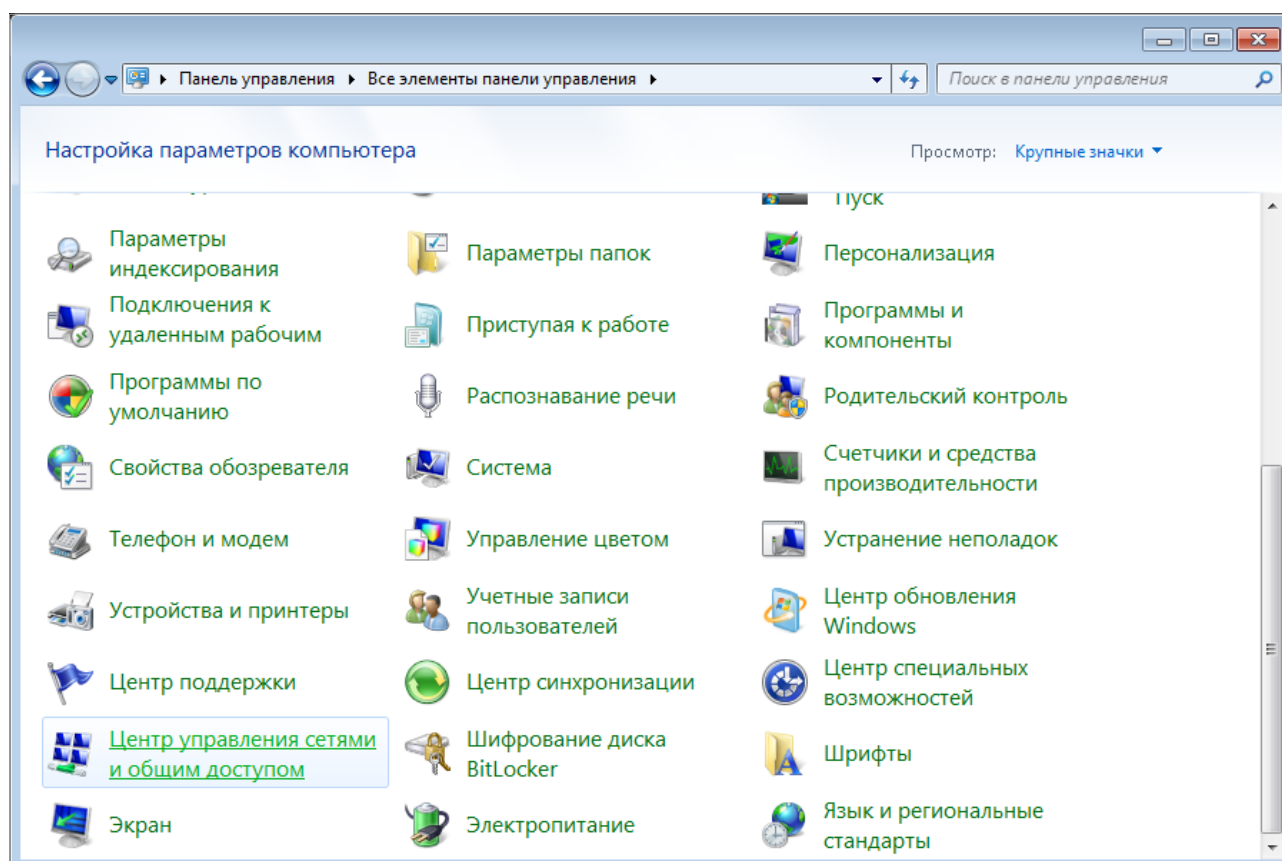 Панель управления ▸ Все элементы панели управления ▸
Поиск в панели управления
Настройка параметров компьютера
Просмотр: Крупные значки
Пуск
Параметры
индексирования
Параметры папок
Персонализация
Подключения к
удаленным рабочим
Приступая к работе
Программы и
компоненты
Программы по
умолчанию
Распознавание речи
Родительский контроль
Свойства обозревателя
Система
Счетчики и средства
производительности
Телефон и модем
Управление цветом
Устранение неполадок
Устройства и принтеры
Учетные записи
пользователей
Центр обновления
Windows
Центр поддержки
Центр синхронизации
Центр специальных
возможностей
Центр управления сетями
и общим доступом
Шифрование диска
BitLocker
Шрифты
Экран
Электропитание
Язык и региональные
стандарты